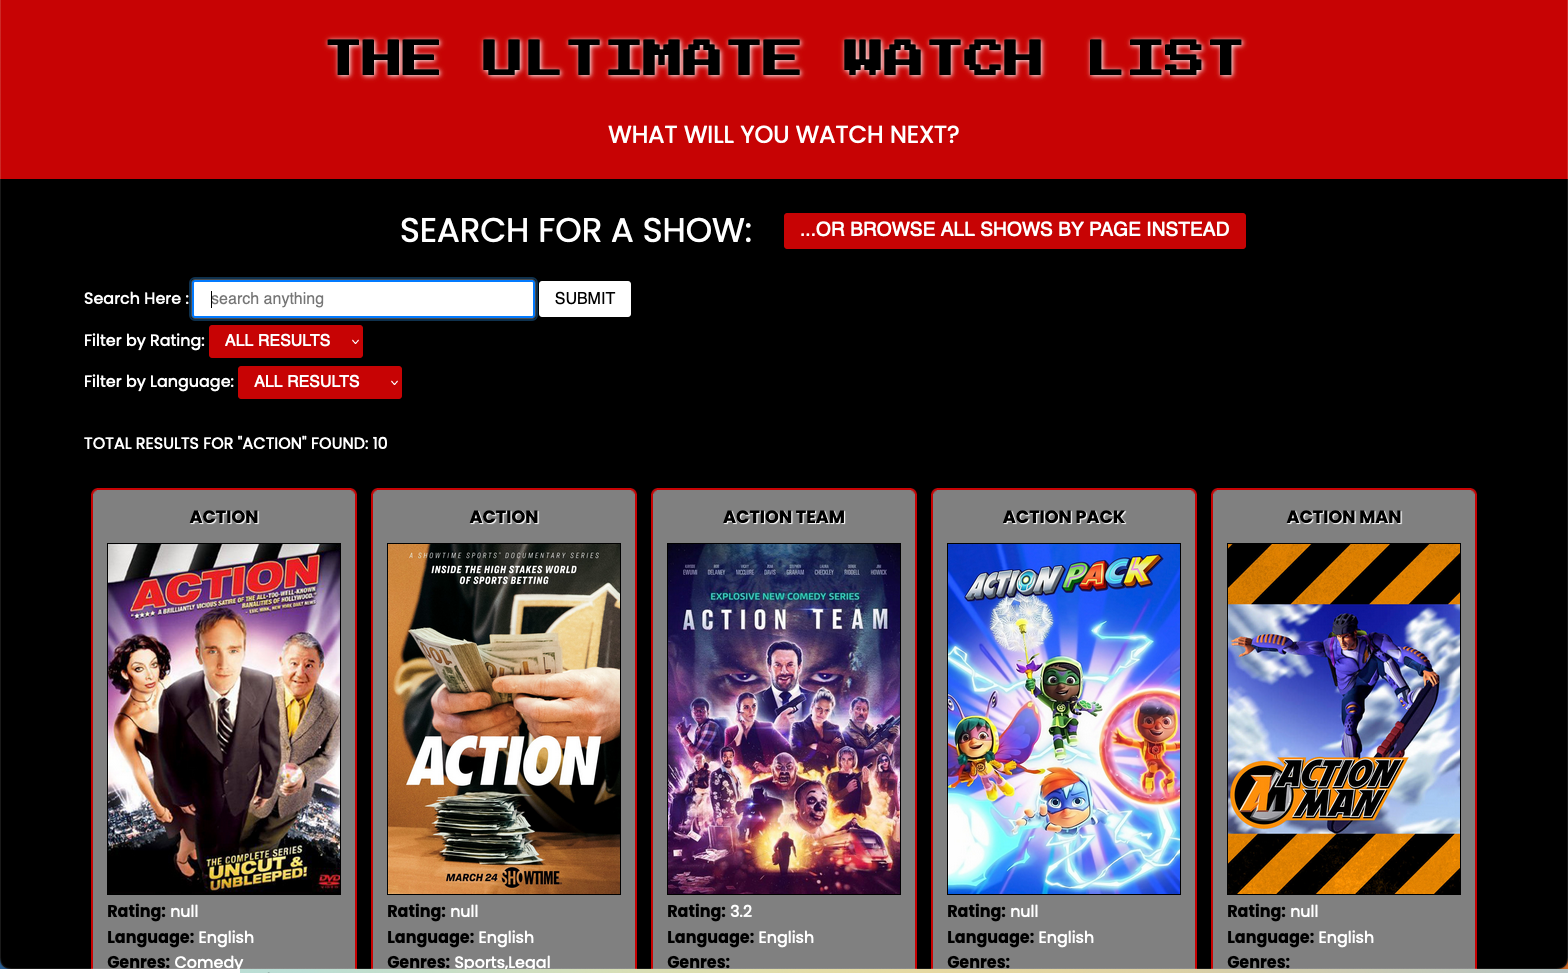 THE ULTIMATE WATCH LIST
WHAT WILL YOU WATCH NEXT?
SEARCH FOR A SHOW:
...OR BROWSE ALL SHOWS BY PAGE INSTEAD
Search Here :
search anything
SUBMIT
Filter by Rating:
ALL RESULTS
Filter by Language:
ALL RESULTS
TOTAL RESULTS FOR "ACTION" FOUND: 10
ACTION
ACTION
A BRILLIANTLY VICIOUS SATIRE OF THE ALL-TOO-WELL-KNOWN
BANALITIES OF HOLLYWOOD.
THE COMPLETE SERIES
UNCUT &
UNBLEEPED!
DVD
Rating: null
Language: English
Genres: Comedy
ACTION
A SHOWTIME SPORTS' DOCUMENTARY SERIES
INSIDE THE HIGH STAKES WORLD
OF SPORTS BETTING
ACTION
MARCH 24 SHOWTIME
Rating: null
Language: English
Genres: Sports,Legal
ACTION TEAM
EXPLOSIVE NEW COMEDY SERIES
ACTION TEAM
Rating: 3.2
Language: English
Genres:
ACTION PACK
ACTION PACK
Rating: null
Language: English
Genres:
ACTION MAN
ACTION
MAN
Rating: null
Language: English
Genres: